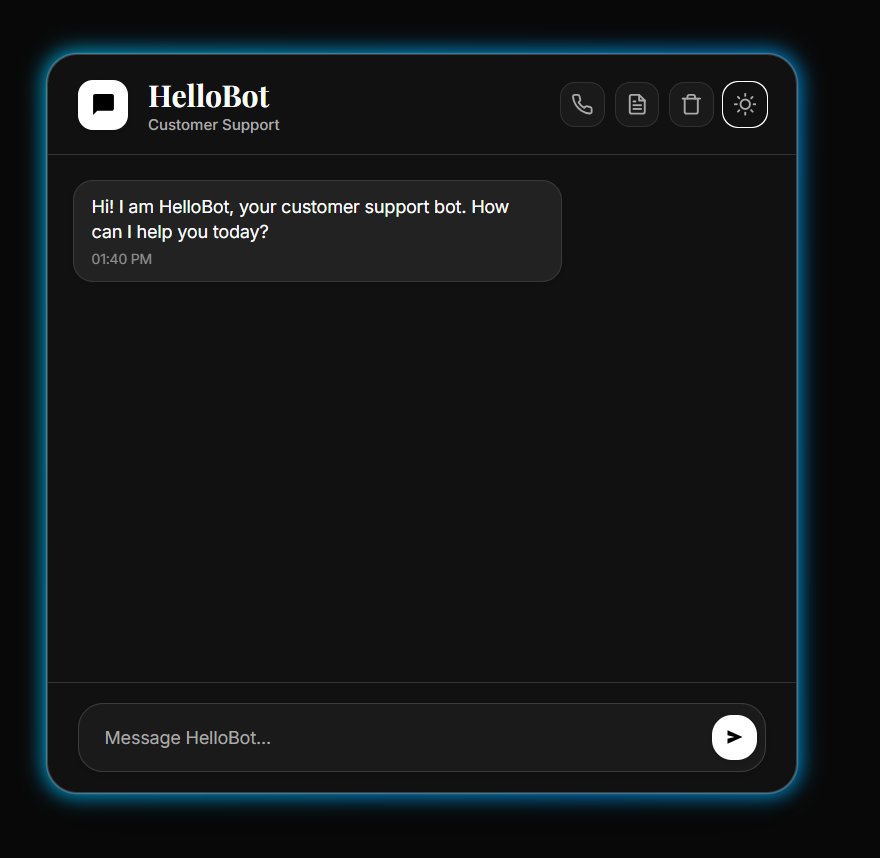 HelloBot
Customer Support
Hi! I am HelloBot, your customer support bot. How
can I help you today?
01:40 PM
Message HelloBot...